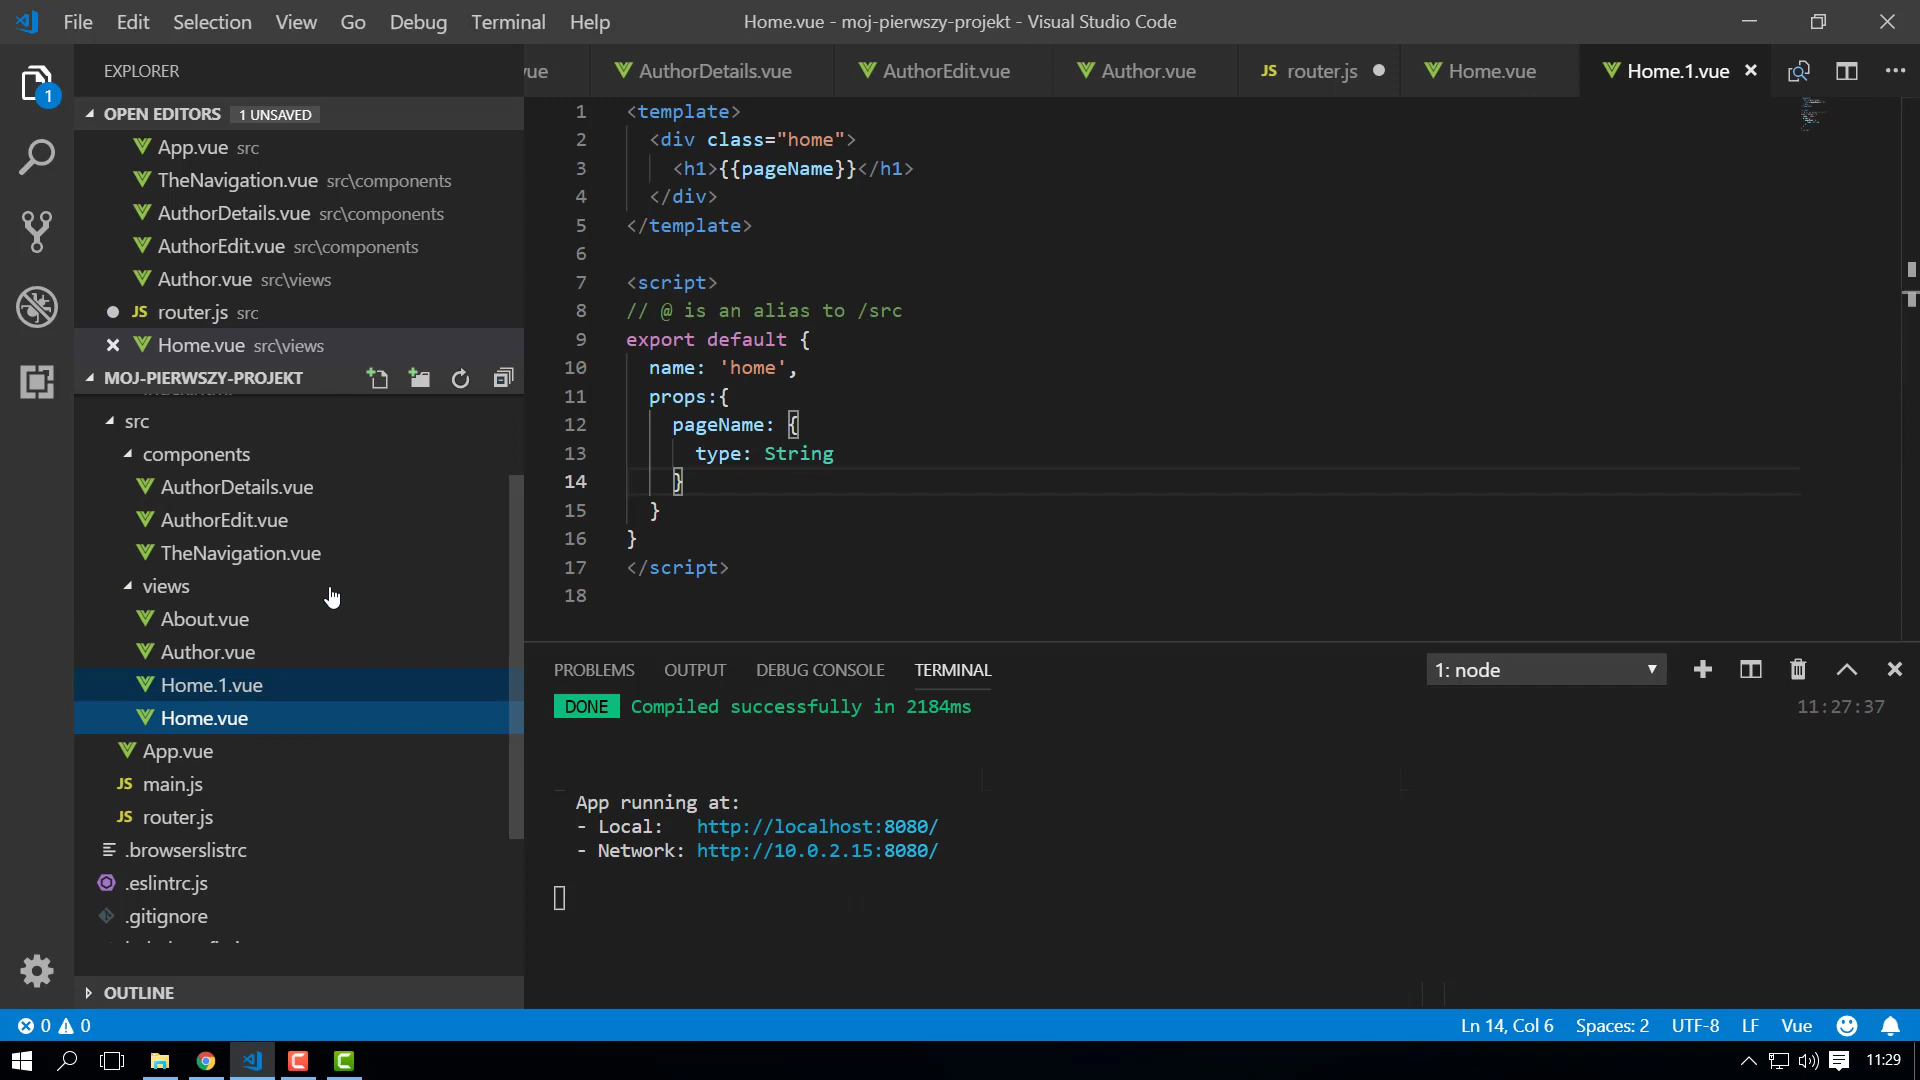 File Edit Selection View Go Debug Terminal Help
Home.vue - moj-pierwszy-projekt - Visual Studio Code
EXPLORER
1
OPEN EDITORS 1 UNSAVED
App.vue src
TheNavigation.vue src\components
AuthorDetails.vue src\components
AuthorEdit.vue src\components
Author.vue src\views
JS router.js src
Home.vue src\views
MOJ-PIERWSZY-PROJEKT
src
components
AuthorDetails.vue
AuthorEdit.vue
TheNavigation.vue
views
About.vue
Author.vue
Home.1.vue
Home.vue
App.vue
JS main.js
JS router.js
.browserslistrc
.eslintrc.js
.gitignore
OUTLINE
vue AuthorDetails.vue AuthorEdit.vue Author.vue JS router.js Home.vue Home.1.vue
1 <template>
2 <div class="home">
3 <h1>{{pageName}}</h1>
4 </div>
5 </template>
6
7 <script>
8 // @ is an alias to /src
9 export default {
10 name: 'home',
11 props:{
12 pageName: {
13 type: String
14 }
15 }
16 }
17 </script>
18
PROBLEMS OUTPUT DEBUG CONSOLE TERMINAL 1: node
DONE Compiled successfully in 2184ms 11:27:37
App running at:
- Local: http://localhost:8080/
- Network: http://10.0.2.15:8080/
0 0
Ln 14, Col 6 Spaces: 2 UTF-8 LF Vue
11:29